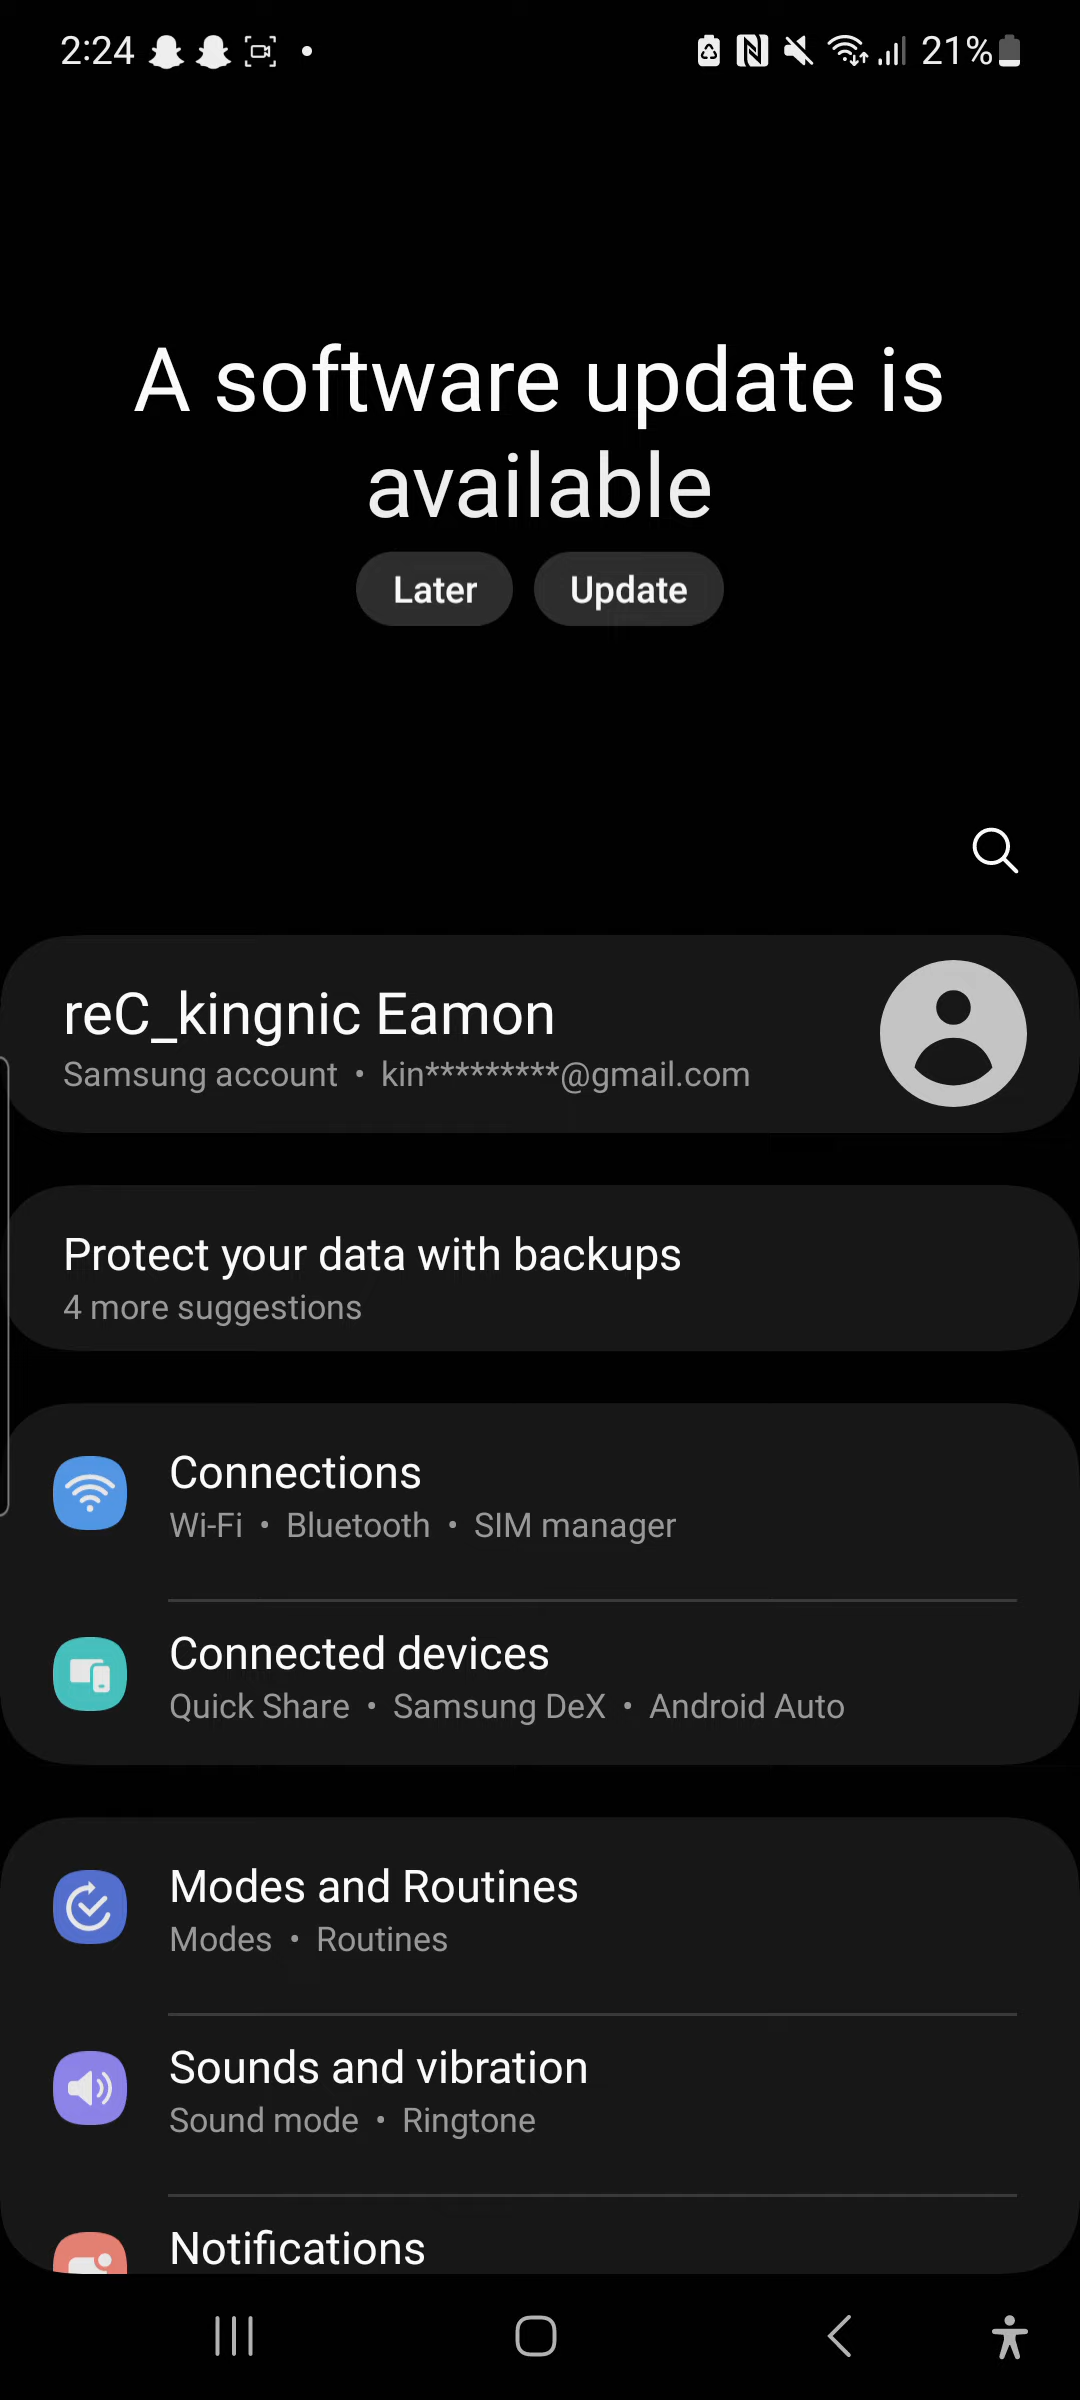 2:24 21%
A software update is
available
Later Update
reC_kingnic Eamon
Samsung account • kin*********@gmail.com
Protect your data with backups
4 more suggestions
Connections
Wi-Fi • Bluetooth • SIM manager
Connected devices
Quick Share • Samsung DeX • Android Auto
Modes and Routines
Modes • Routines
Sounds and vibration
Sound mode • Ringtone
Notifications